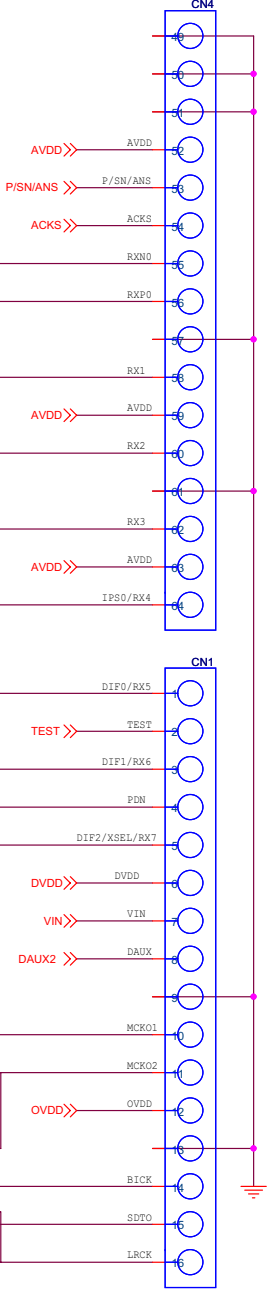 CN4
49
50
51
AVDD AVDD 52
P/SN/ANS P/SN/ANS 53
ACKS ACKS 54
RXN0 55
RXP0 56
57
RX1 58
AVDD AVDD 59
RX2 60
61
RX3 62
AVDD AVDD 63
IPS0/RX4 64
CN1
DIF0/RX5 1
TEST TEST 2
DIF1/RX6 3
PDN 4
DIF2/XSEL/RX7 5
DVDD DVDD 6
VIN VIN 7
DAUX2 DAUX 8
9
MCKO1 10
MCKO2 11
OVDD OVDD 12
13
BICK 14
SDTO 15
LRCK 16